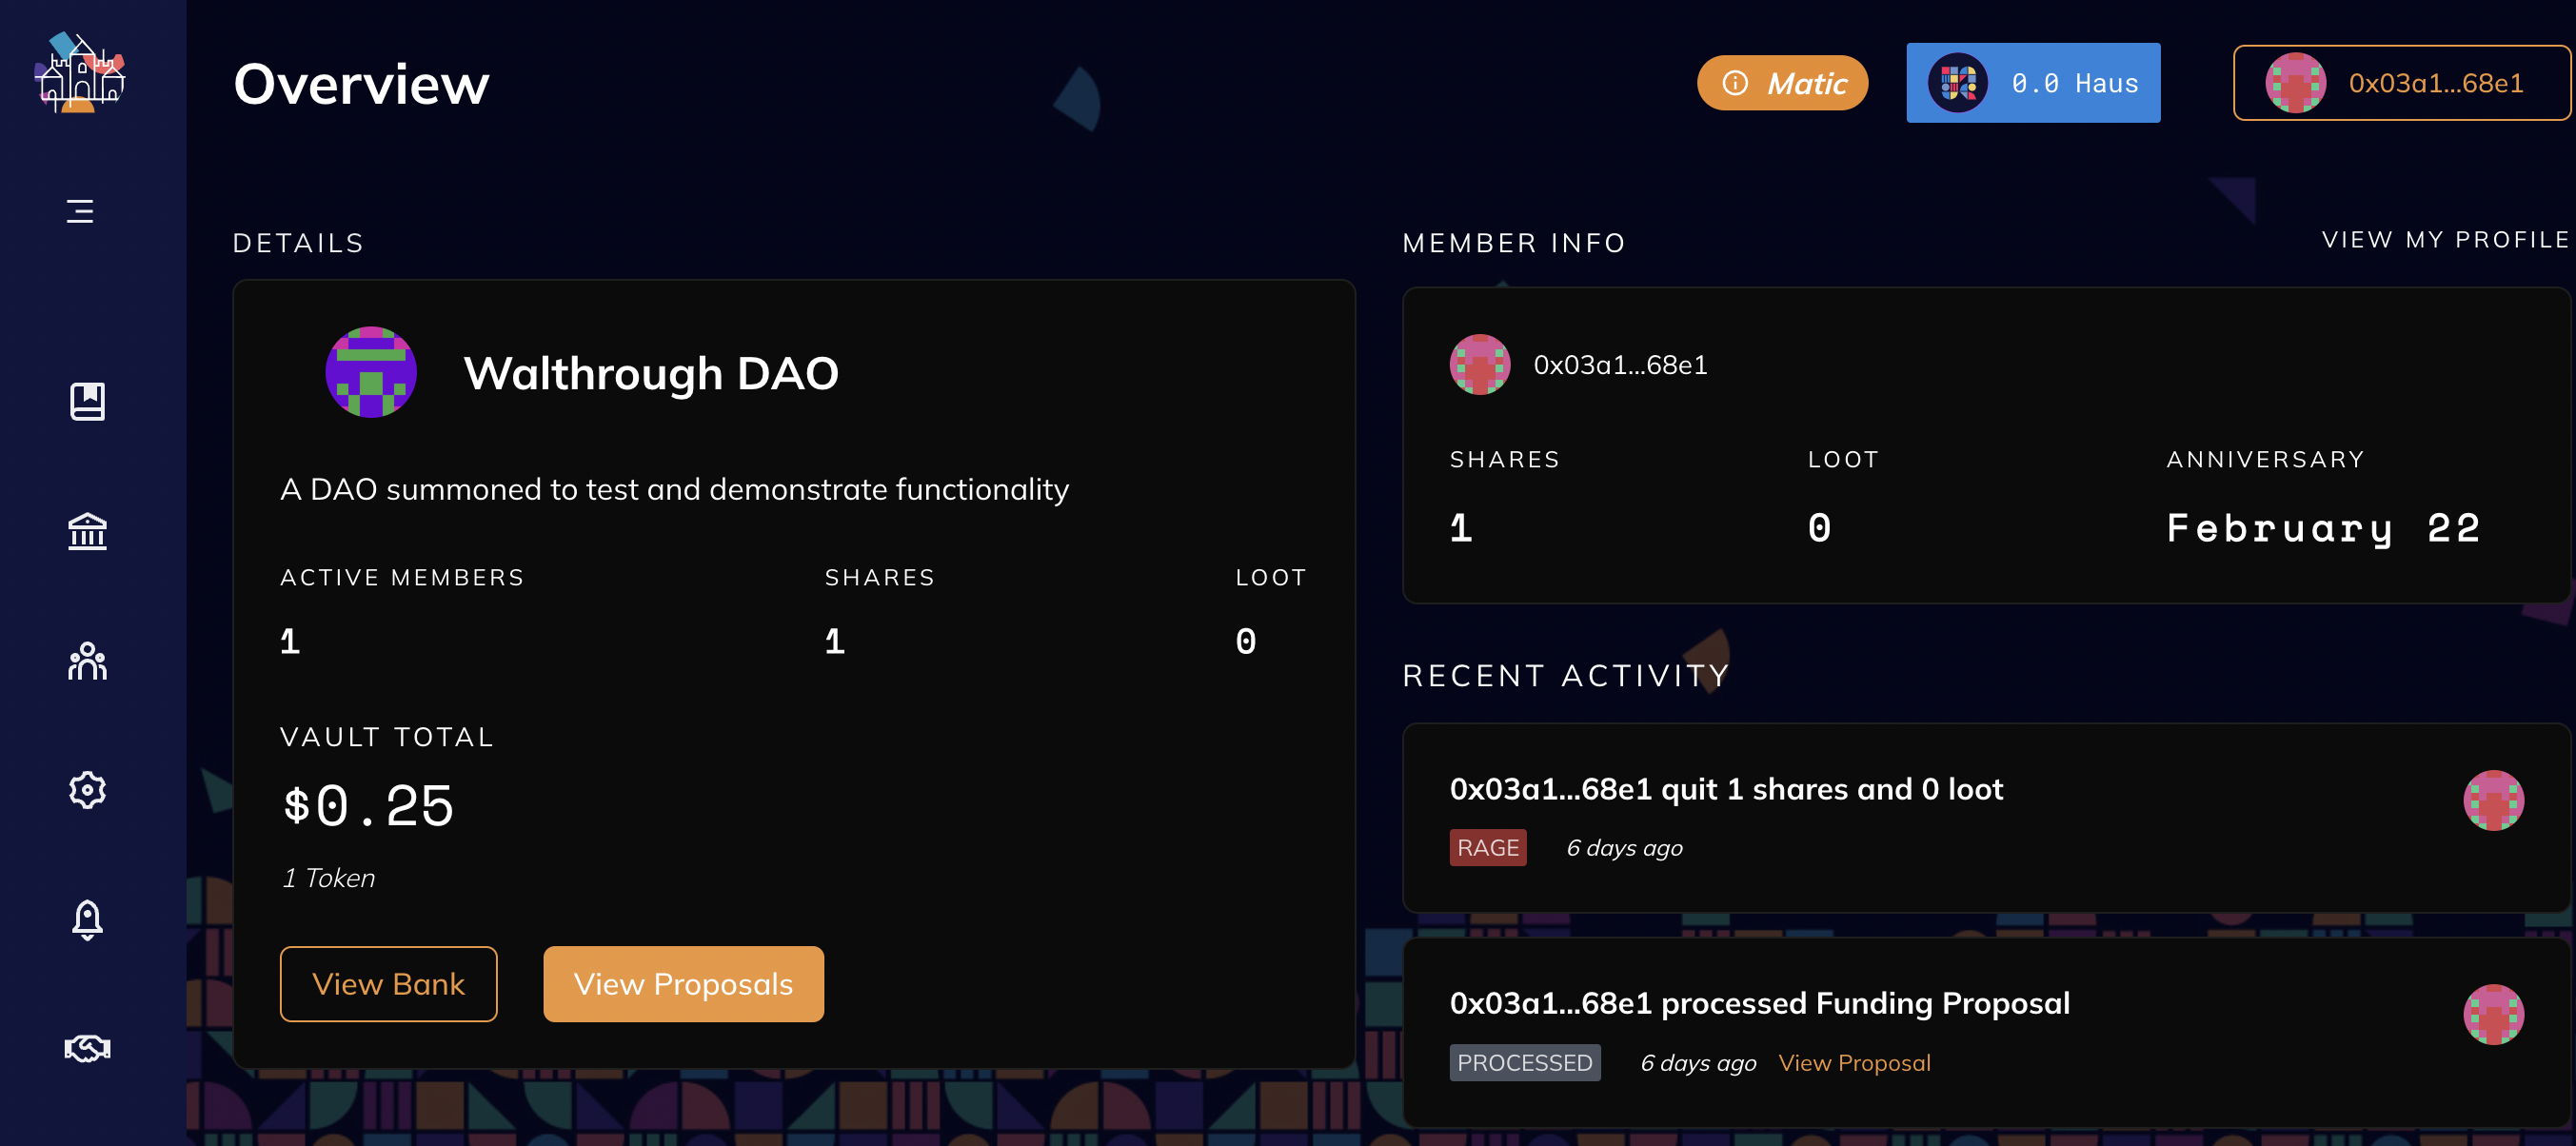 Overview
Matic
0.0 Haus
0x03a1...68e1
DETAILS
Walthrough DAO
A DAO summoned to test and demonstrate functionality
ACTIVE MEMBERS SHARES LOOT
1 1 0
VAULT TOTAL
$0.25
1 Token
View Bank View Proposals
MEMBER INFO VIEW MY PROFILE
0x03a1...68e1
SHARES LOOT ANNIVERSARY
1 0 February 22
RECENT ACTIVITY
0x03a1...68e1 quit 1 shares and 0 loot
RAGE 6 days ago
0x03a1...68e1 processed Funding Proposal
PROCESSED 6 days ago View Proposal